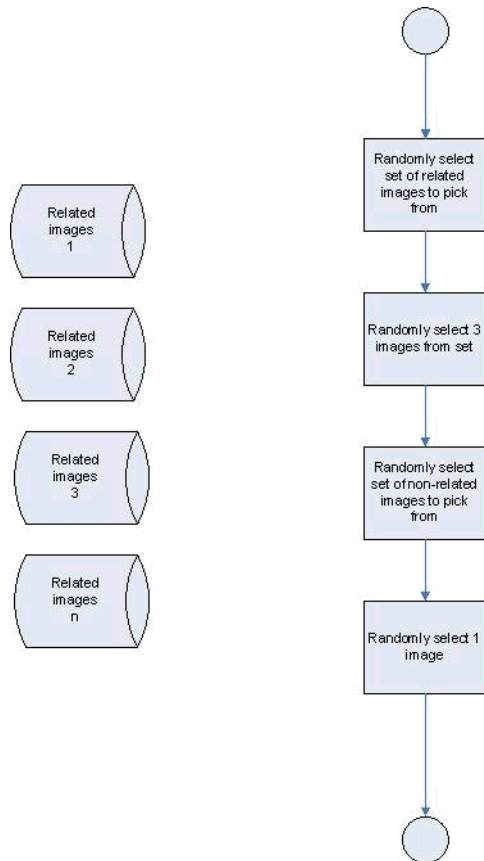 Related
images
1
Related
images
2
Related
images
3
Related
images
n
Randomly select
set of related
images to pick
from
Randomly select 3
images from set
Randomly select
set of non-related
images to pick
from
Randomly select 1
image